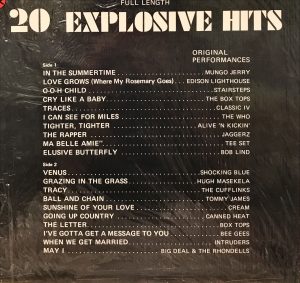 FULL LENGTH
20 EXPLOSIVE HITS
ORIGINAL
PERFORMANCES
Side 1
IN THE SUMMERTIME MUNGO JERRY
LOVE GROWS (Where My Rosemary Goes) EDISON LIGHTHOUSE
O-O-H CHILD STAIRSTEPS
CRY LIKE A BABY THE BOX TOPS
TRACES CLASSIC IV
I CAN SEE FOR MILES THE WHO
TIGHTER, TIGHTER ALIVE 'N KICKIN'
THE RAPPER JAGGERZ
MA BELLE AMIE" TEE SET
ELUSIVE BUTTERFLY BOB LIND
Side 2
VENUS SHOCKING BLUE
GRAZING IN THE GRASS HUGH MASEKELA
TRACY THE CUFFLINKS
BALL AND CHAIN TOMMY JAMES
SUNSHINE OF YOUR LOVE CREAM
GOING UP COUNTRY CANNED HEAT
THE LETTER BOX TOPS
I'VE GOTTA GET A MESSAGE TO YOU BEE GEES
WHEN WE GET MARRIED INTRUDERS
MAY I BIG DEAL & THE RHONDELLS